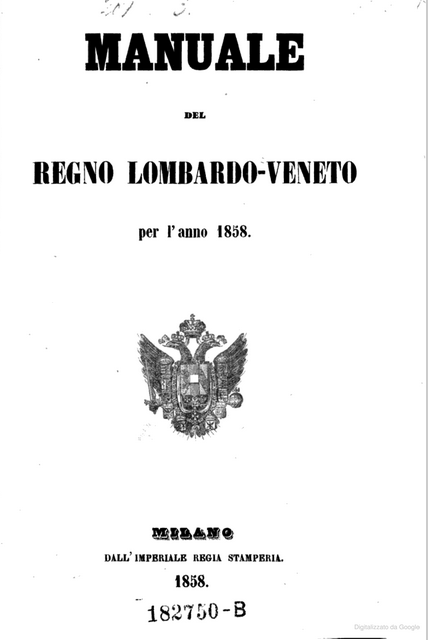 MANUALE
DEL
REGNO LOMBARDO-VENETO
per l'anno 1858.
MILANO
DALL'IMPERIALE REGIA STAMPERIA.
1858.
182750-B
Digitalizzato da Google